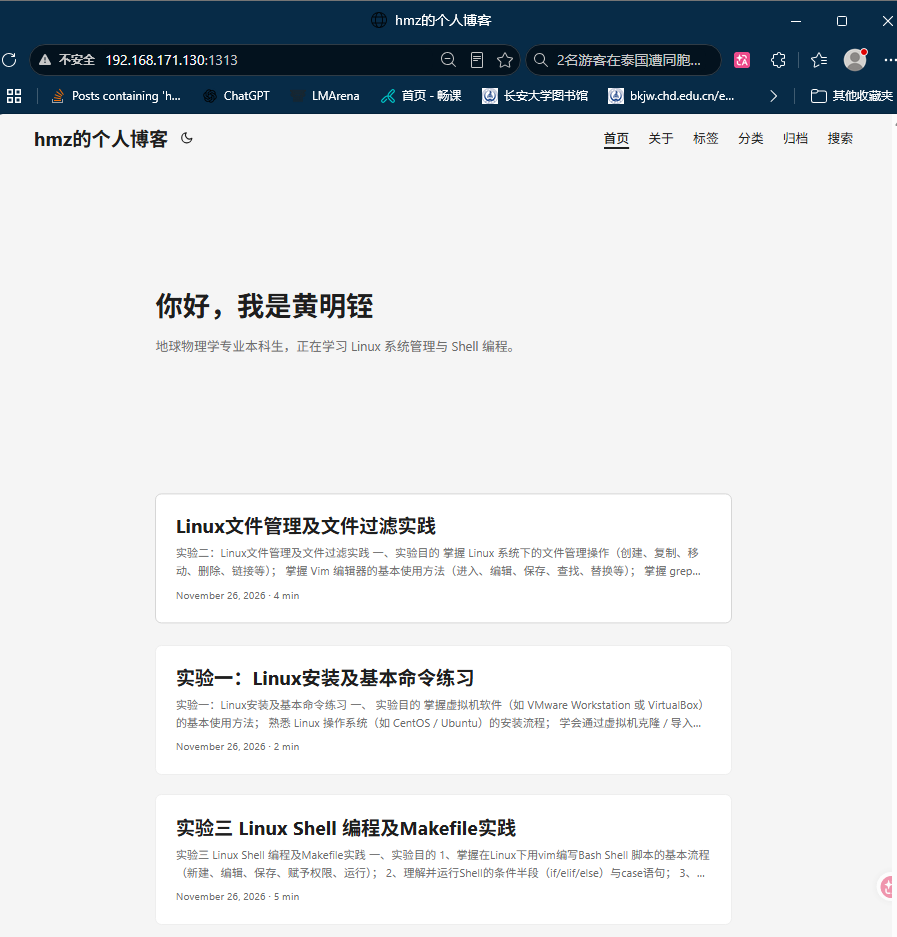 hmz的个人博客
不安全 192.168.171.130:1313
2名游客在泰国遭同胞...
Posts containing 'h...
ChatGPT
LMArena
首页 - 畅课
长安大学图书馆
bkjw.chd.edu.cn/e...
其他收藏夹
hmz的个人博客
首页 关于 标签 分类 归档 搜索
你好，我是黄明铚
地球物理学专业本科生，正在学习 Linux 系统管理与 Shell 编程。
Linux文件管理及文件过滤实践
实验二：Linux文件管理及文件过滤实践 一、实验目的 掌握 Linux 系统下的文件管理操作（创建、复制、移
动、删除、链接等）； 掌握 Vim 编辑器的基本使用方法（进入、编辑、保存、查找、替换等）； 掌握 grep...
November 26, 2026 · 4 min
实验一：Linux安装及基本命令练习
实验一：Linux安装及基本命令练习 一、 实验目的 掌握虚拟机软件（如 VMware Workstation 或 VirtualBox）
的基本使用方法； 熟悉 Linux 操作系统（如 CentOS / Ubuntu）的安装流程； 学会通过虚拟机克隆 / 导入...
November 26, 2026 · 2 min
实验三 Linux Shell 编程及Makefile实践
实验三 Linux Shell 编程及Makefile实践 一、实验目的 1、掌握在Linux下用vim编写Bash Shell 脚本的基本流程
（新建、编辑、保存、赋予权限、运行）； 2、理解并运行Shell的条件半段（if/elif/else）与case语句； 3、...
November 26, 2026 · 5 min